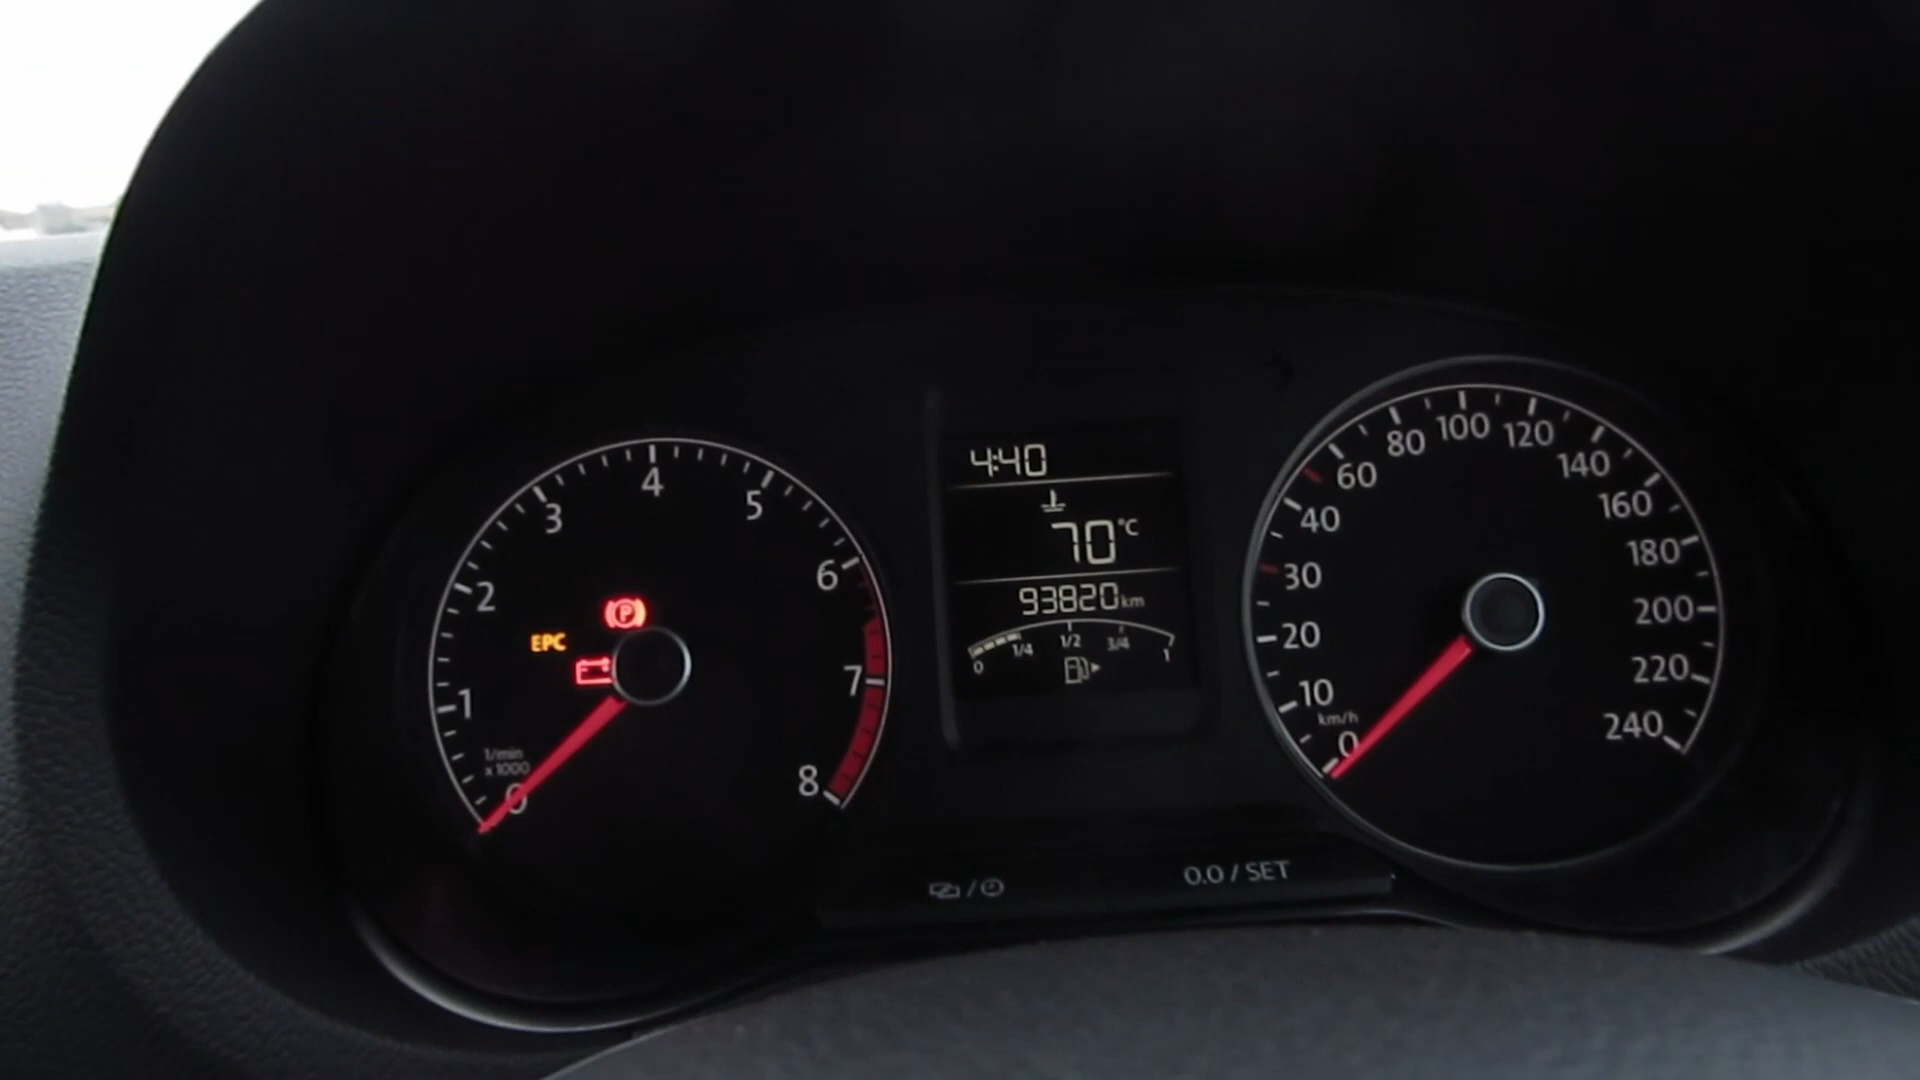 4:40
70°C
93820km
0 1/4 1/2 3/4 1
EPC
P
0 1 2 3 4 5 6 7 8
1/min
x 1000
0 10 20 30 40 60 80 100 120 140 160 180 200 220 240
km/h
0.0 / SET